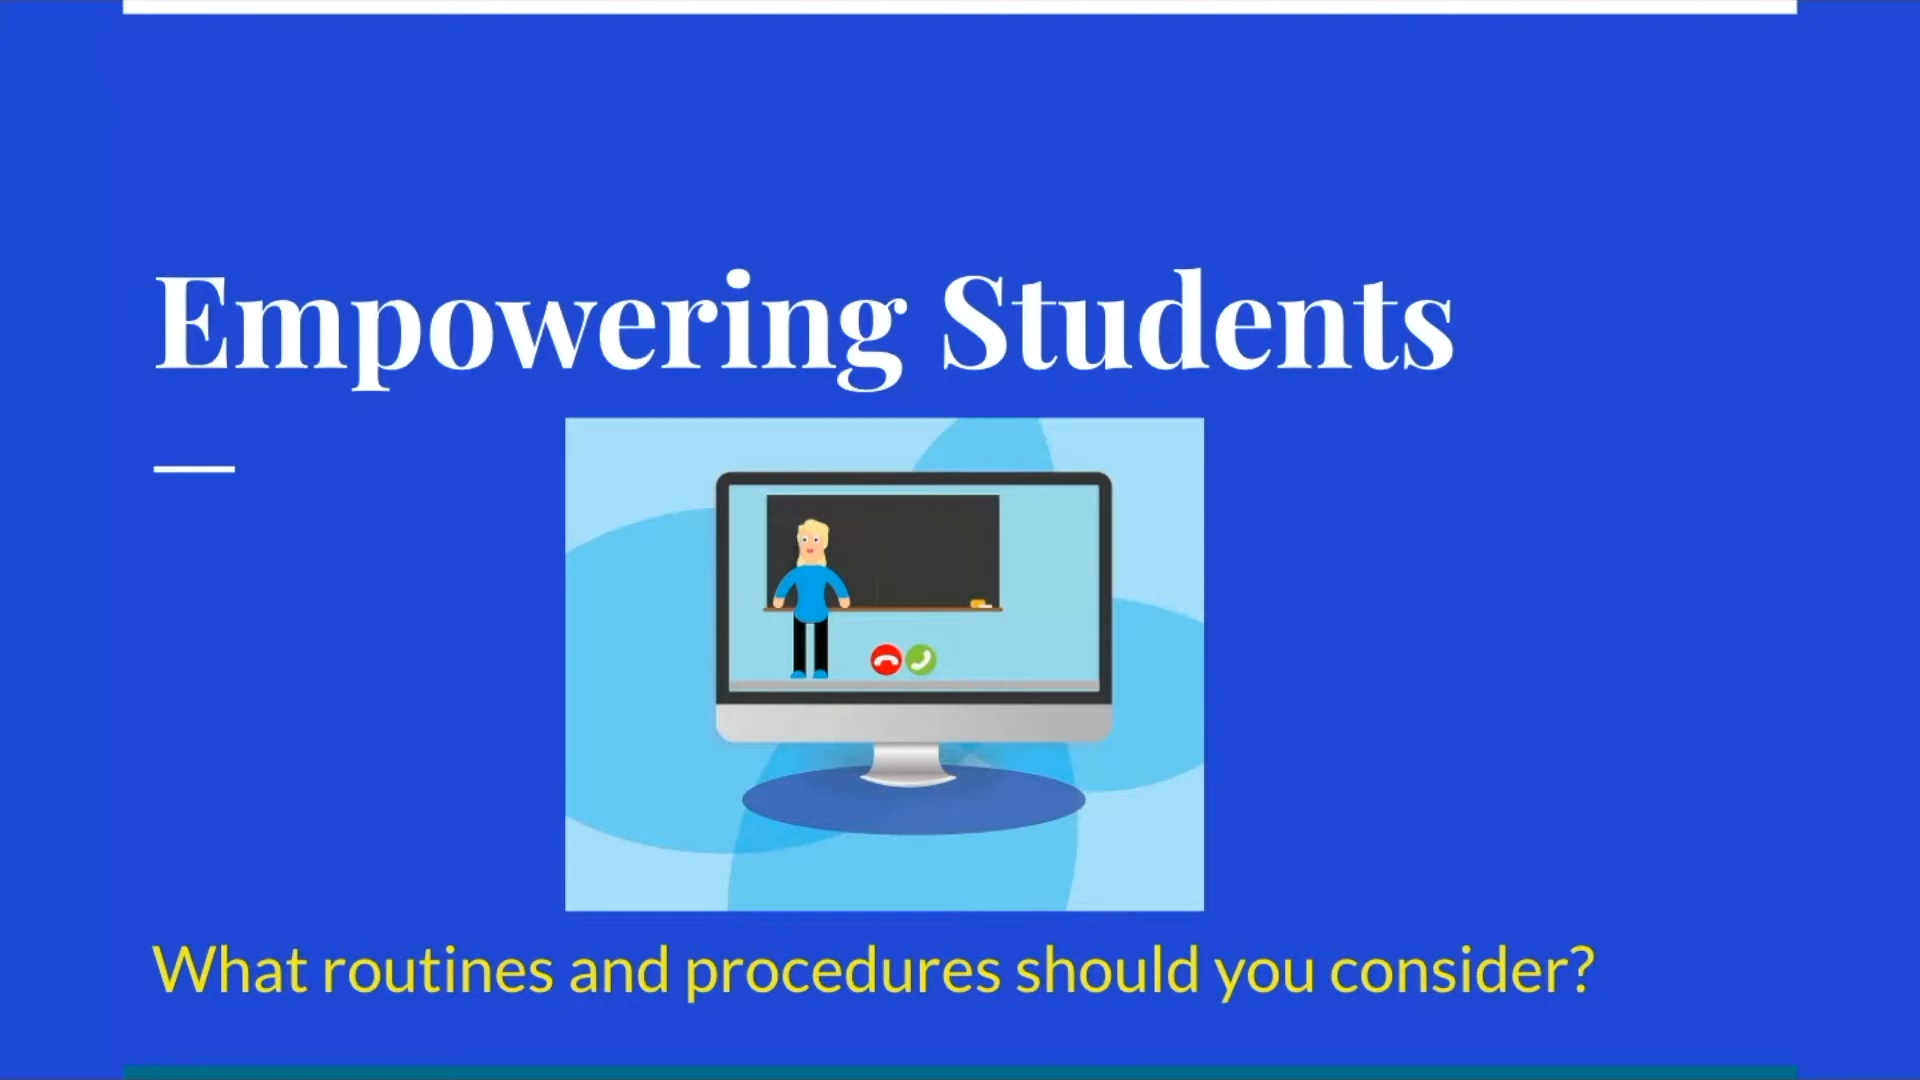 Empowering Students
What routines and procedures should you consider?